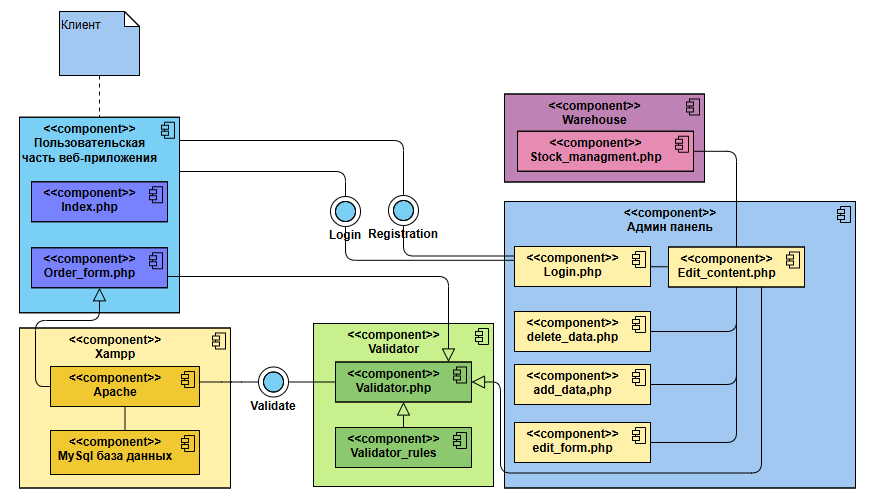 Клиент
<<component>>
Пользовательская
часть веб-приложения
<<component>>
Index.php
<<component>>
Order_form.php
Login
Registration
<<component>>
Warehouse
<<component>>
Stock_managment.php
<<component>>
Админ панель
<<component>>
Login.php
<<component>>
Edit_content.php
<<component>>
delete_data.php
<<component>>
add_data,php
<<component>>
edit_form.php
<<component>>
Xampp
<<component>>
Apache
<<component>>
MySql база данных
Validate
<<component>>
Validator
<<component>>
Validator.php
<<component>>
Validator_rules